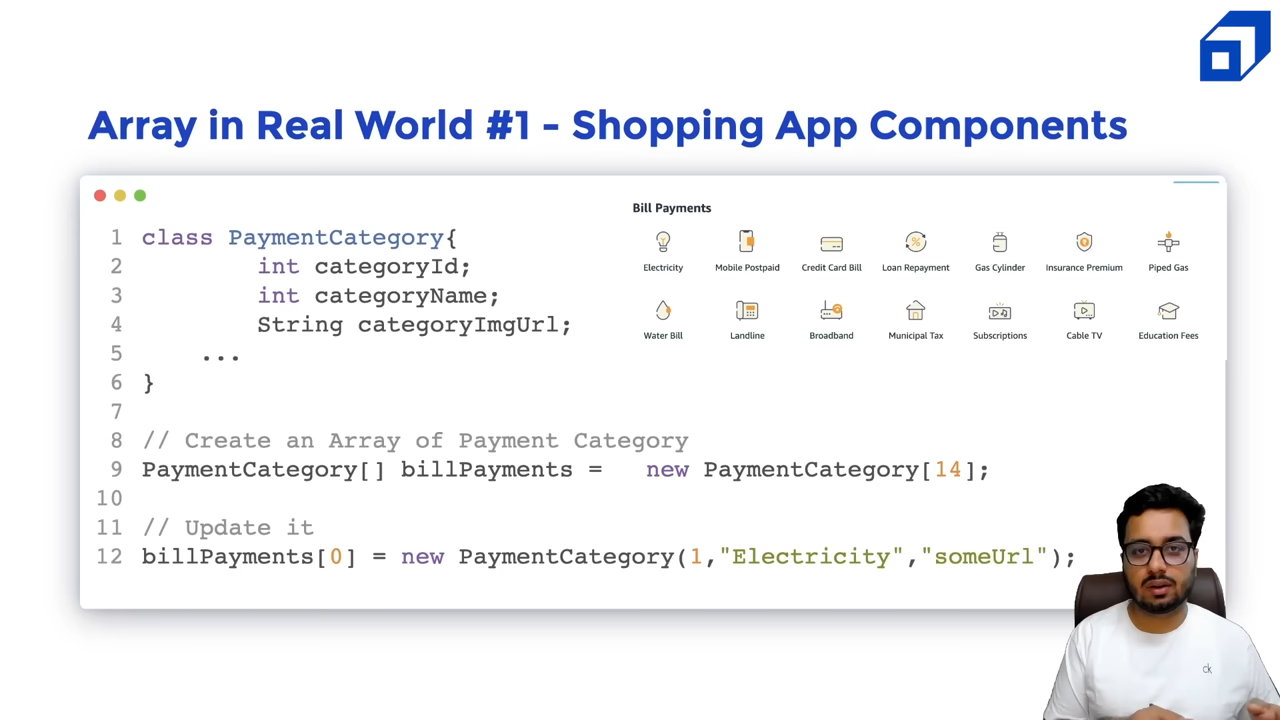 Array in Real World #1 - Shopping App Components
Bill Payments
Electricity Mobile Postpaid Credit Card Bill Loan Repayment Gas Cylinder Insurance Premium Piped Gas
Water Bill Landline Broadband Municipal Tax Subscriptions Cable TV Education Fees
1 class PaymentCategory{
2 int categoryId;
3 int categoryName;
4 String categoryImgUrl;
5 ...
6 }
7
8 // Create an Array of Payment Category
9 PaymentCategory[] billPayments = new PaymentCategory[14];
10
11 // Update it
12 billPayments[0] = new PaymentCategory(1,"Electricity","someUrl");
ck